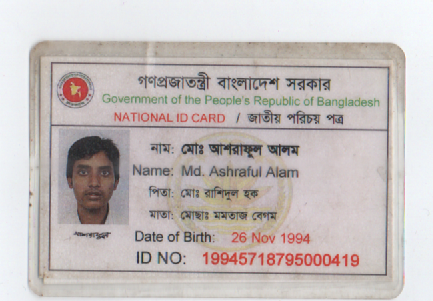 গণপ্রজাতন্ত্রী বাংলাদেশ সরকার
Government of the People's Republic of Bangladesh
NATIONAL ID CARD / জাতীয় পরিচয় পত্র
নাম: মোঃ আশরাফুল আলম
Name: Md. Ashraful Alam
পিতা: মোঃ রাশিদুল হক
মাতা: মোছাঃ মমতাজ বেগম
Date of Birth: 26 Nov 1994
ID NO: 19945718795000419